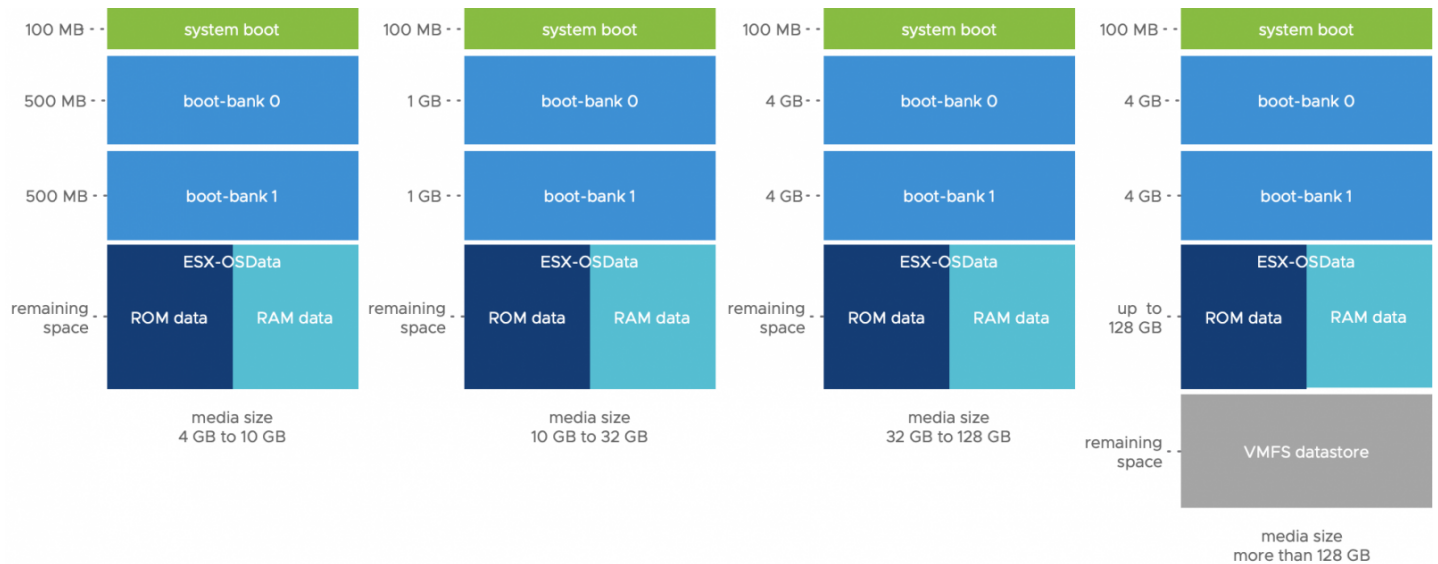 100 MB
system boot
500 MB
boot-bank 0
500 MB
boot-bank 1
ESX-OSData
remaining
space
ROM data
RAM data
media size
4 GB to 10 GB
100 MB
system boot
1 GB
boot-bank 0
1 GB
boot-bank 1
ESX-OSData
remaining
space
ROM data
RAM data
media size
10 GB to 32 GB
100 MB
system boot
4 GB
boot-bank 0
4 GB
boot-bank 1
ESX-OSData
remaining
space
ROM data
RAM data
media size
32 GB to 128 GB
100 MB
system boot
4 GB
boot-bank 0
4 GB
boot-bank 1
ESX-OSData
up to
128 GB
ROM data
RAM data
remaining
space
VMFS datastore
media size
more than 128 GB